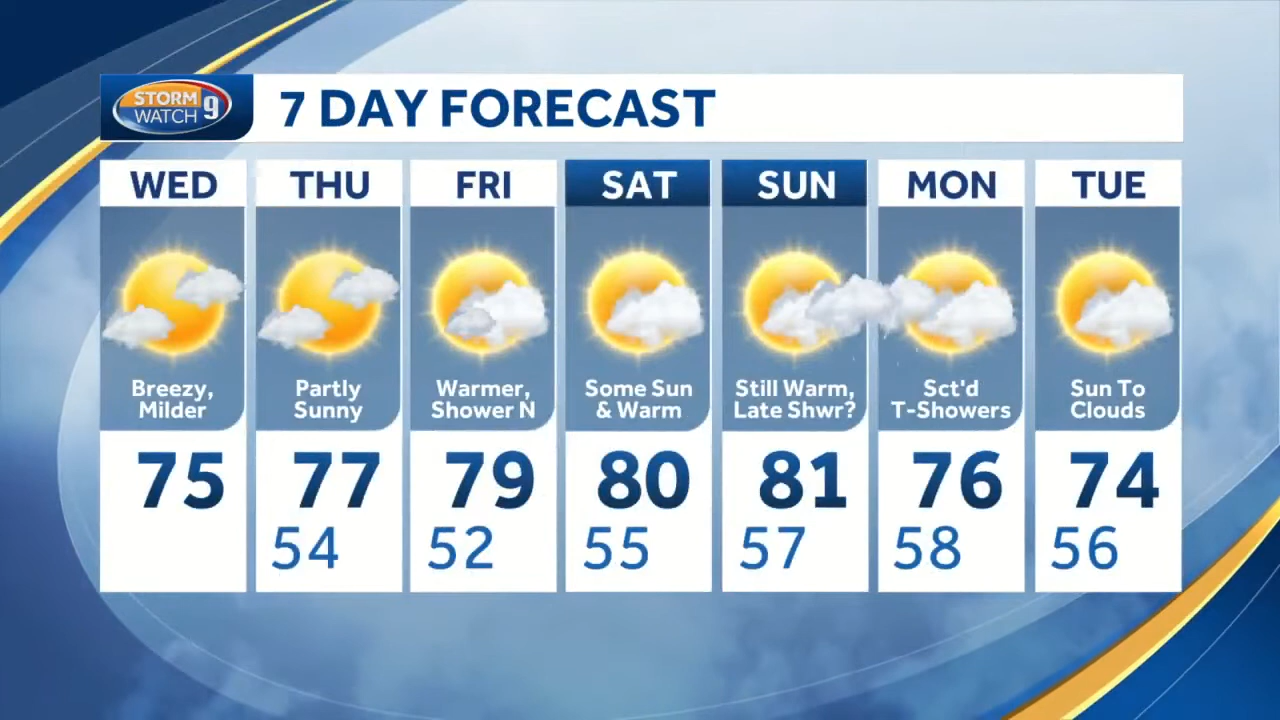 STORM
WATCH 9
7 DAY FORECAST
WED THU FRI SAT SUN MON TUE
Breezy,
Milder
Partly
Sunny
Warmer,
Shower N
Some Sun
& Warm
Still Warm,
Late Shwr?
Sct'd
T-Showers
Sun To
Clouds
75 77 79 80 81 76 74
54 52 55 57 58 56